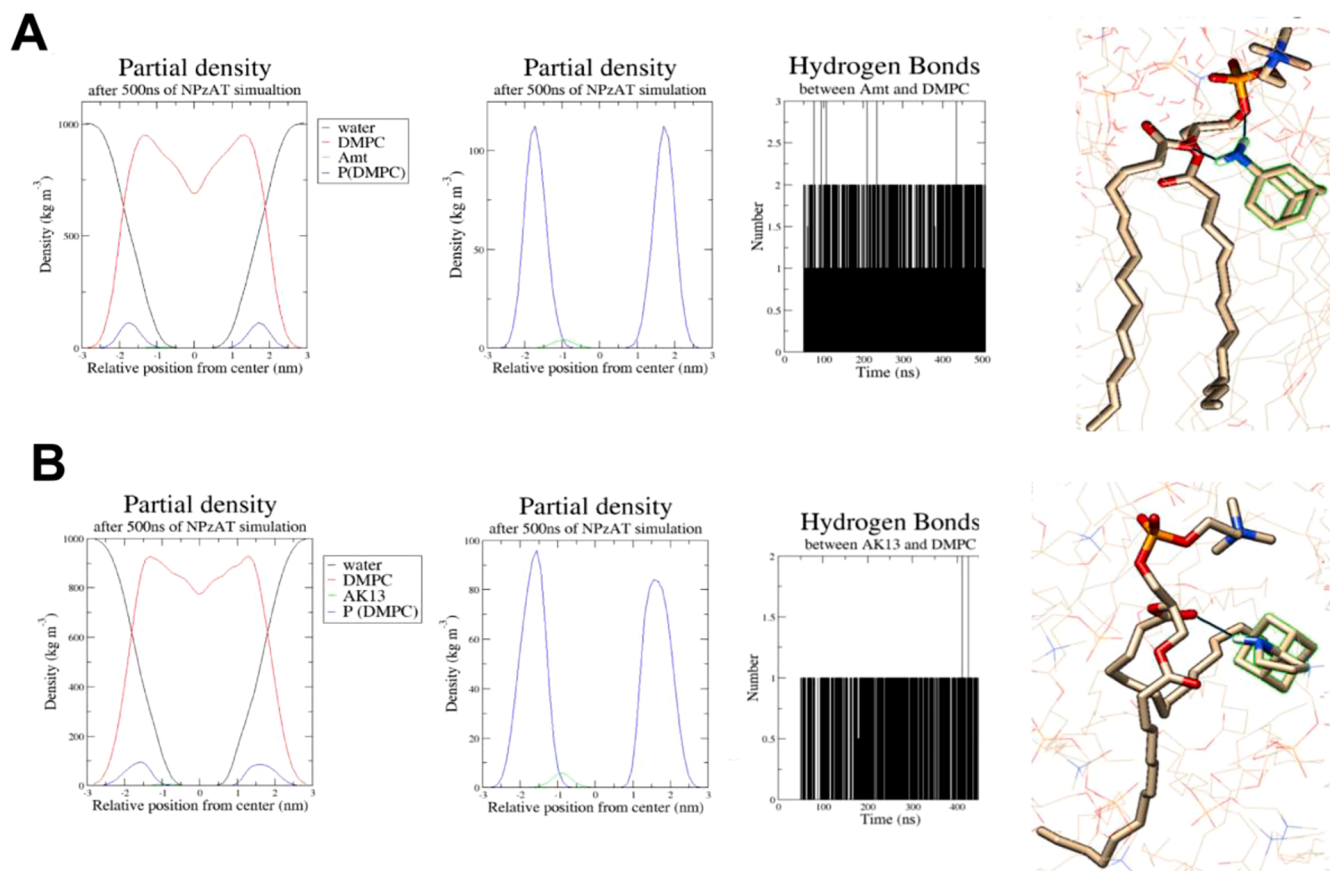 A
Partial density
after 500ns of NPzAT simualtion
1000
500
0
-3 -2 -1 0 1 2 3
Density (kg m-3)
Relative position from center (nm)
water
DMPC
Amt
P(DMPC)
Partial density
after 500ns of NPzAT simulation
100
50
0
-2 -1 0 1 2
Density (kg m-3)
Relative position from center (nm)
Hydrogen Bonds
between Amt and DMPC
3
2.5
2
1.5
1
0.5
0
0 100 200 300 400 500
Number
Time (ns)
B
Partial density
after 500ns of NPzAT simulation
1000
800
600
400
200
0
-3 -2 -1 0 1 2 3
Density (kg m-3)
Relative position from center (nm)
water
DMPC
AK13
P (DMPC)
Partial density
after 500ns of NPzAT simulation
100
80
60
40
20
0
-3 -2 -1 0 1 2 3
Density (kg m-3)
Relative position from center (nm)
Hydrogen Bonds
between AK13 and DMPC
2
1.5
1
0.5
0
0 100 200 300 400
Number
Time (ns)